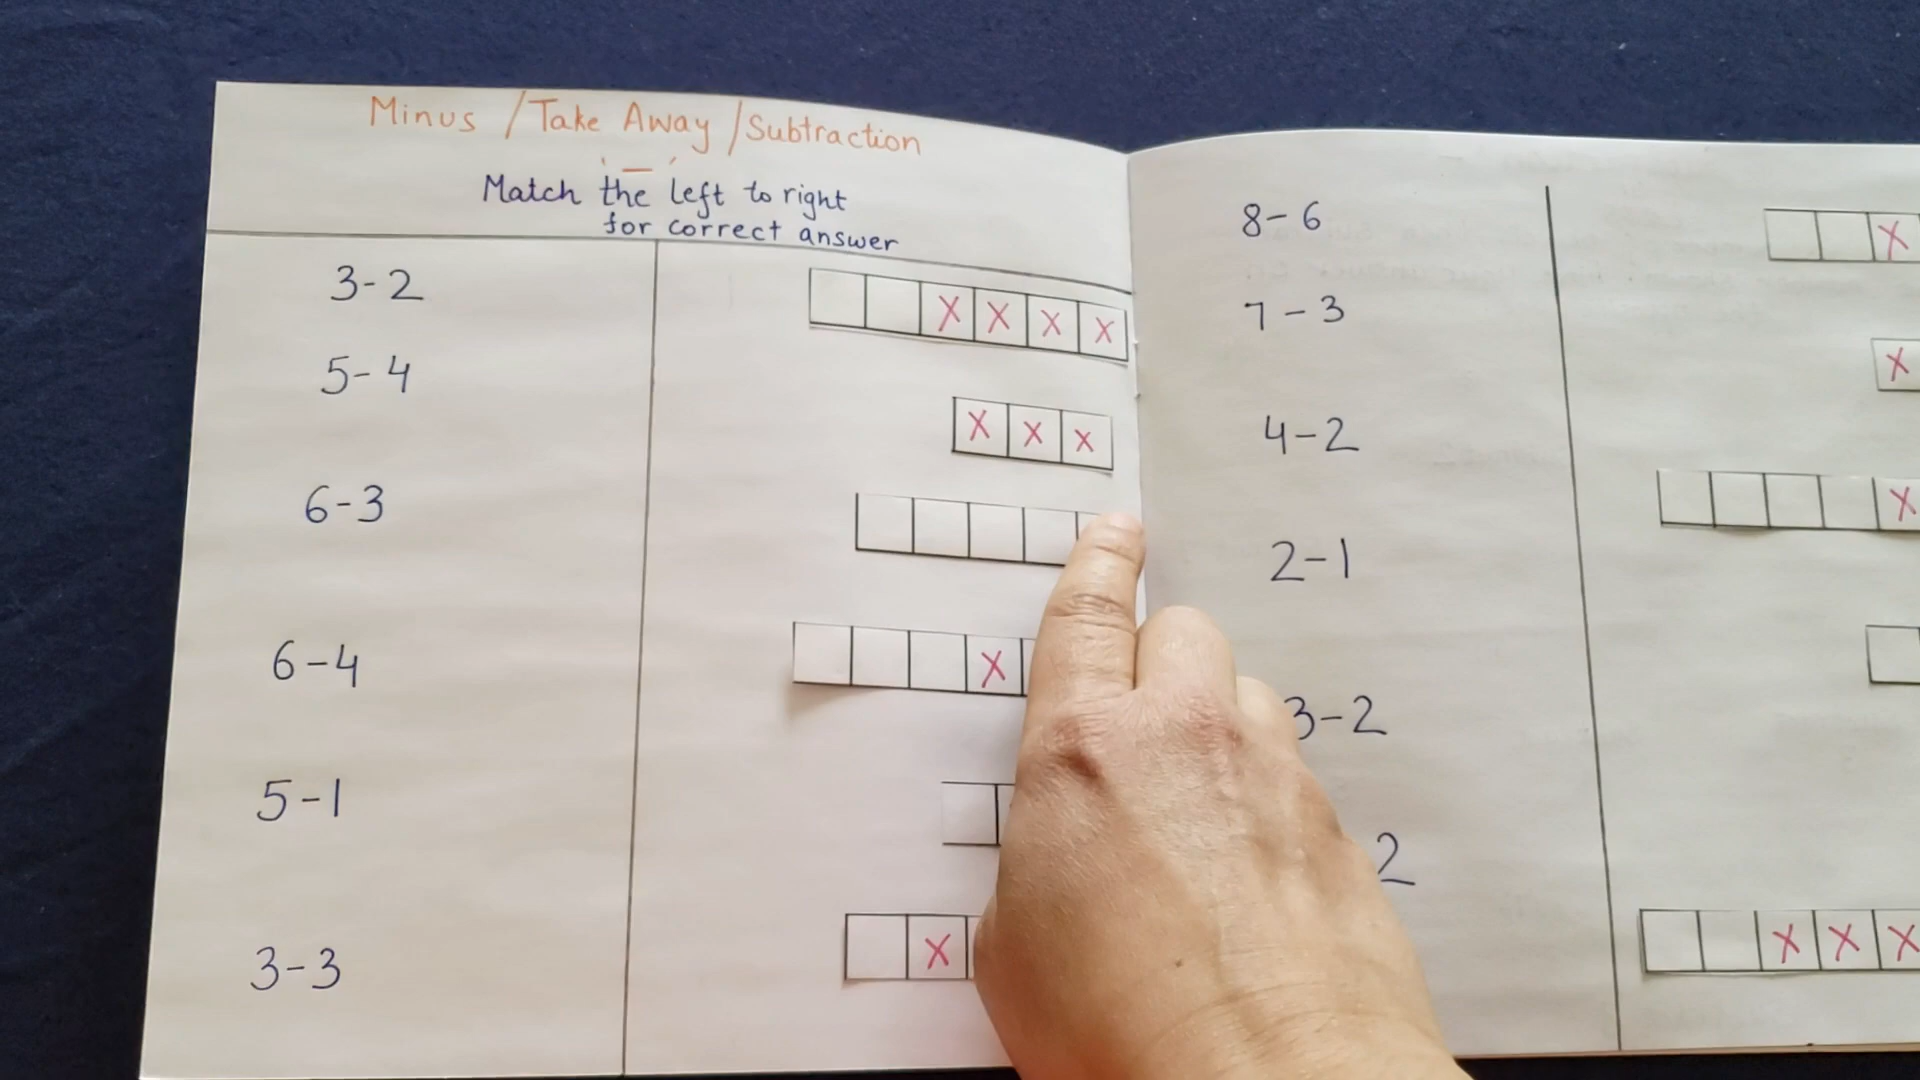 Minus / Take Away / Subtraction
' — '
Match the left to right
for correct answer
3-2
5-4
6-3
6-4
5-1
3-3
X X X X
X X X
X
X
8-6
7-3
4-2
2-1
3-2
2
X
X
X
X X X